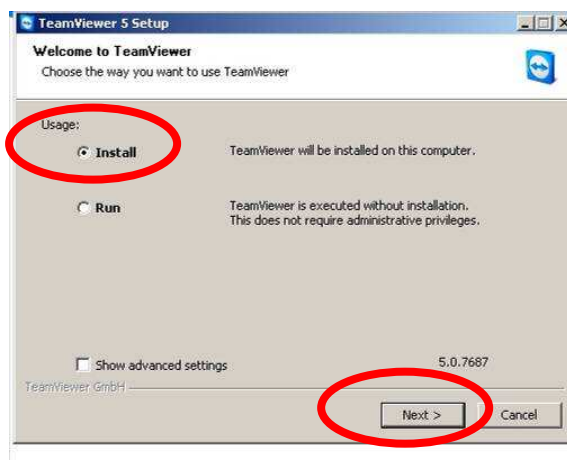 TeamViewer 5 Setup
Welcome to TeamViewer
Choose the way you want to use TeamViewer
Usage:
Install TeamViewer will be installed on this computer.
Run TeamViewer is executed without installation.
This does not require administrative privileges.
Show advanced settings 5.0.7687
TeamViewer GmbH
Next > Cancel